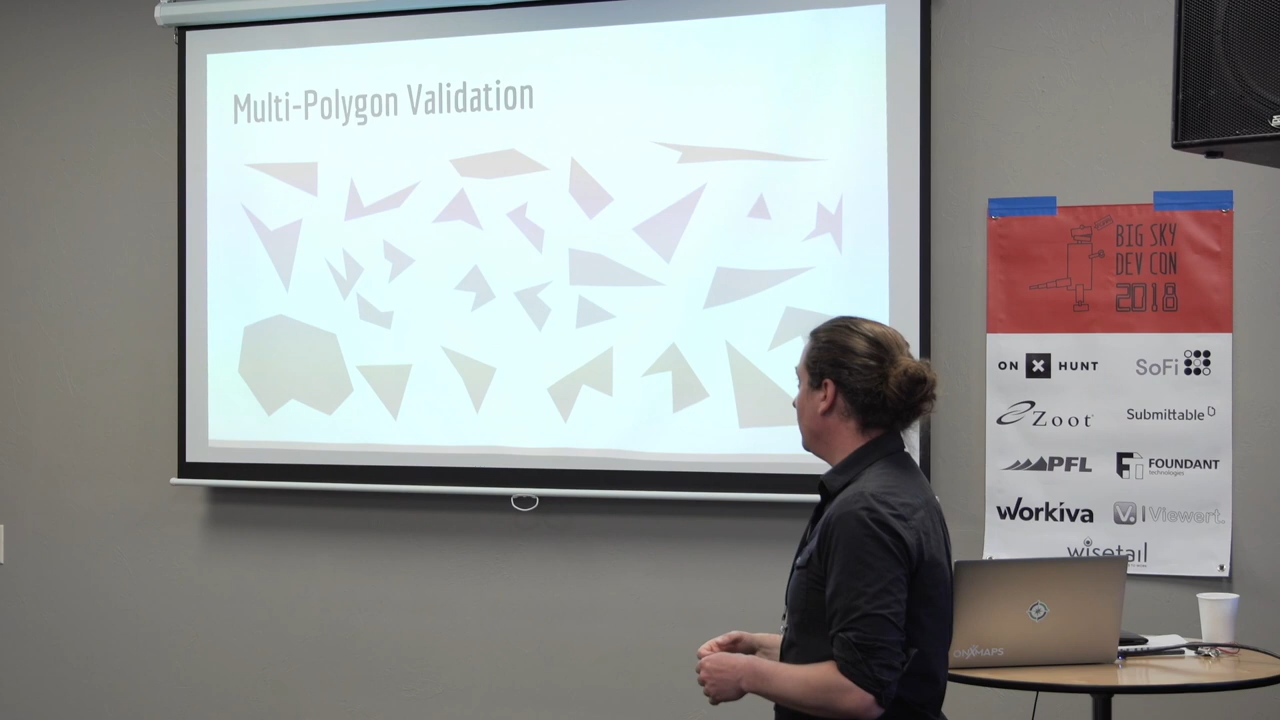 Multi-Polygon Validation
BIG SKY
DEV CON
2018
ON X HUNT
SoFi
Zoot
Submittable
PFL
FOUNDANT
technologies
Workiva
V. | Viewert.
wisetail
ONXMAPS